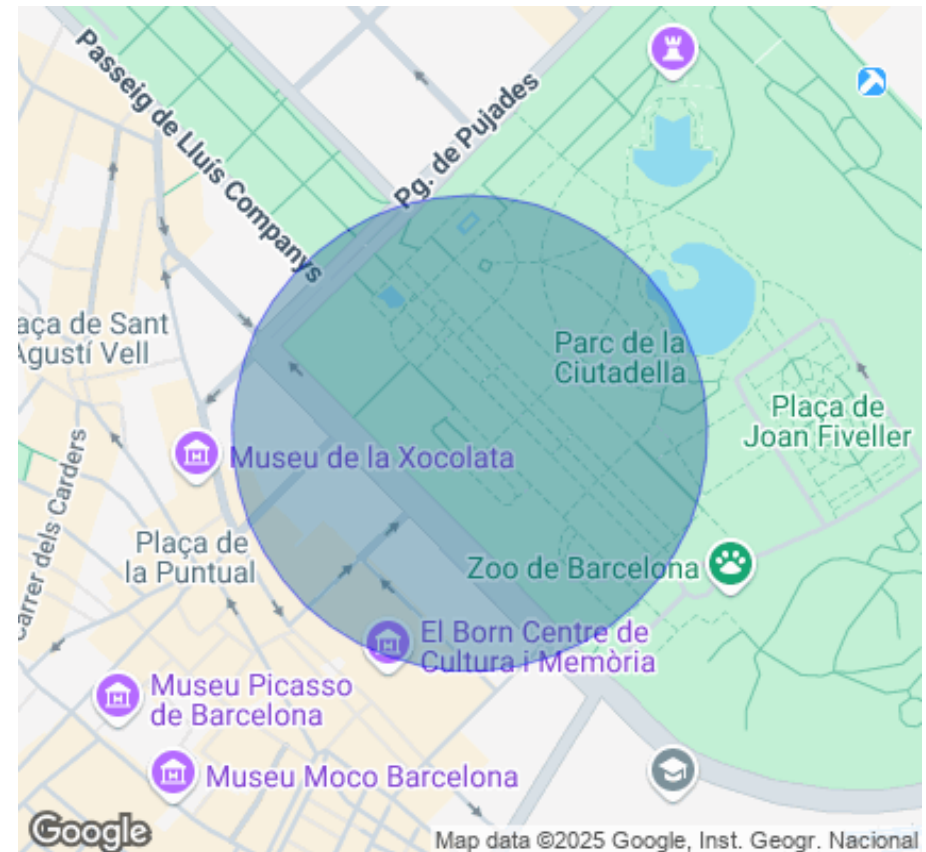 Passeig de Lluís Companys
Pg. de Pujades
aça de Sant
Agustí Vell
Parc de la
Ciutadella
Plaça de
Joan Fiveller
Museu de la Xocolata
Carrer dels Carders
Plaça de
la Puntual
Zoo de Barcelona
El Born Centre de
Cultura i Memòria
Museu Picasso
de Barcelona
Museu Moco Barcelona
Google
Map data ©2025 Google, Inst. Geogr. Nacional